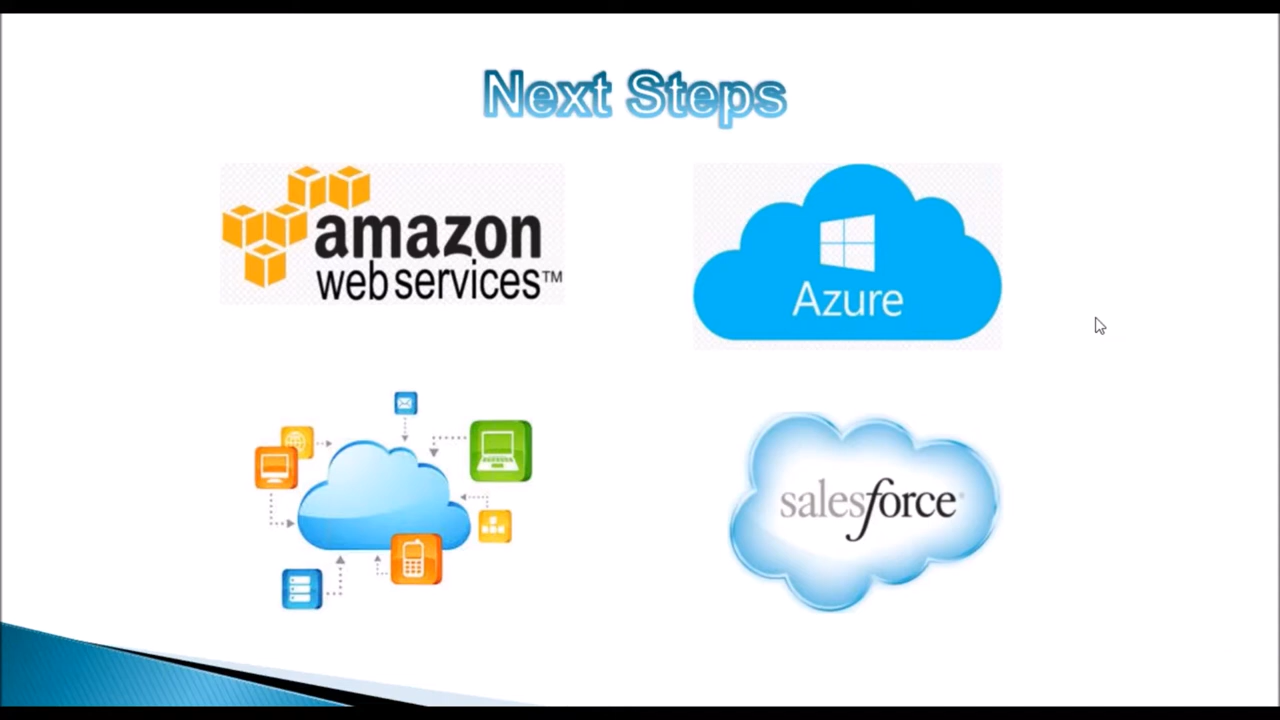 Next Steps
amazon
web services™
Azure
salesforce